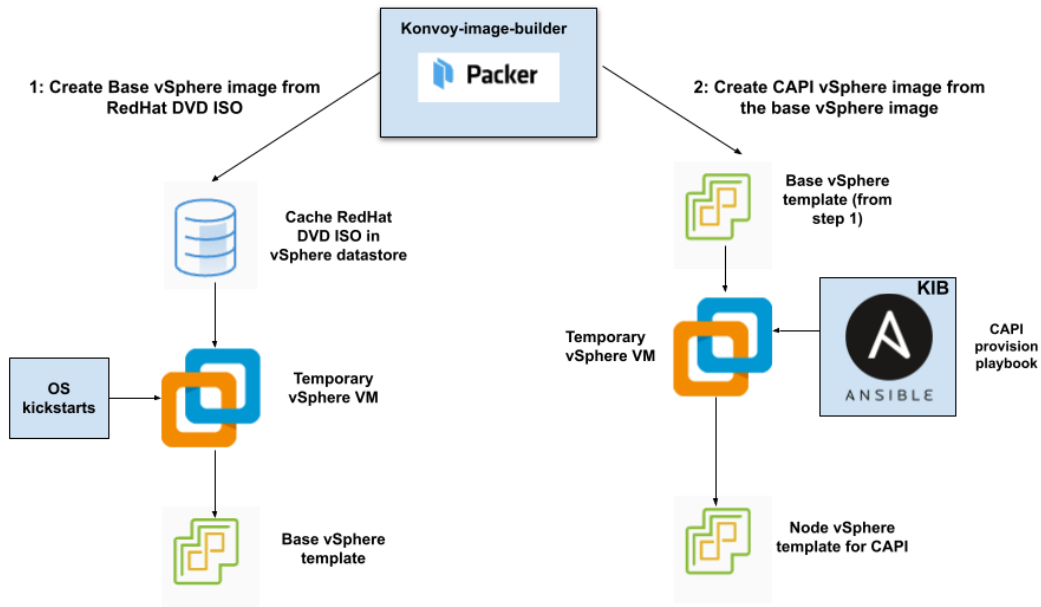 Konvoy-image-builder
Packer
1: Create Base vSphere image from
RedHat DVD ISO
2: Create CAPI vSphere image from
the base vSphere image
Cache RedHat
DVD ISO in
vSphere datastore
Base vSphere
template (from
step 1)
KIB
ANSIBLE
CAPI
provision
playbook
Temporary
vSphere VM
OS
kickstarts
Temporary
vSphere VM
Base vSphere
template
Node vSphere
template for CAPI